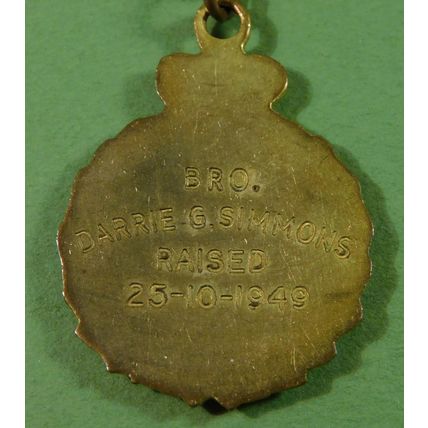 BRO.
DARRIE G. SIMMONS
RAISED
25-10-1949